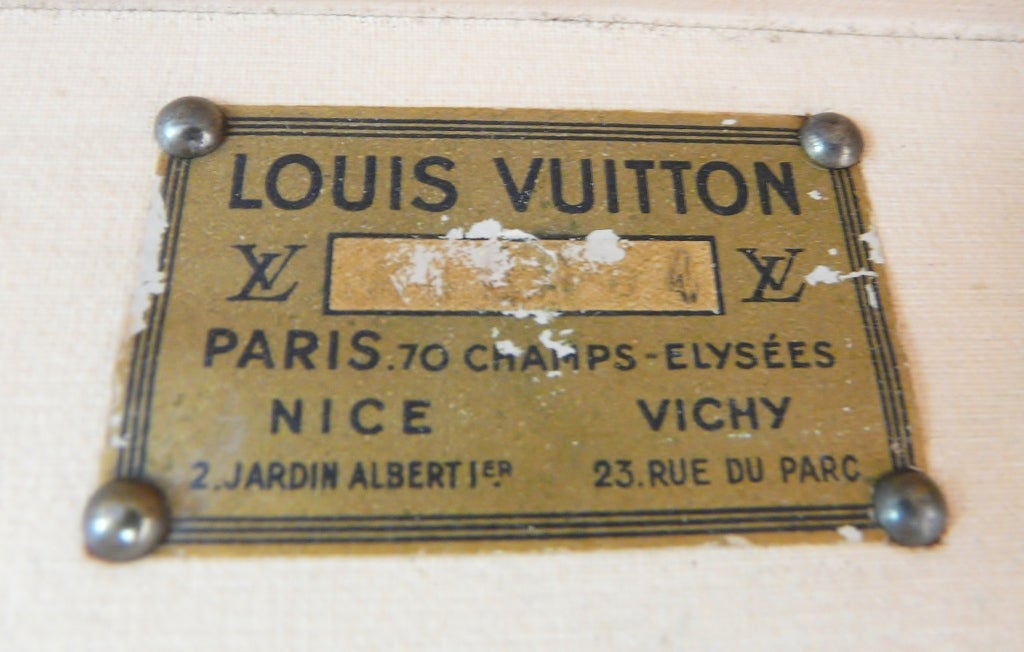 LOUIS VUITTON
LV LV
PARIS.70 CHAMPS-ELYSÉES
NICE VICHY
2.JARDIN ALBERT 1ER. 23.RUE DU PARC